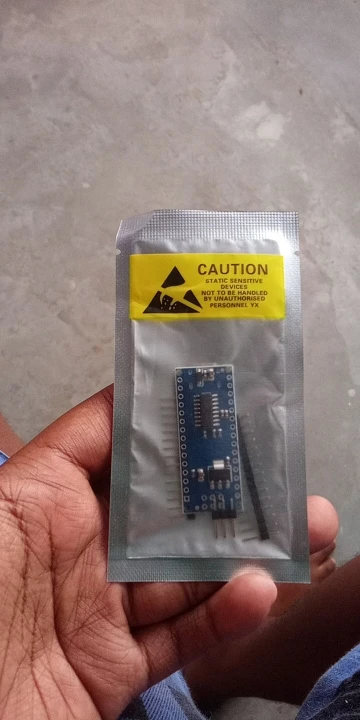 CAUTION
STATIC SENSITIVE
DEVICES
NOT TO BE HANDLED
BY UNAUTHORISED
PERSONNEL YX